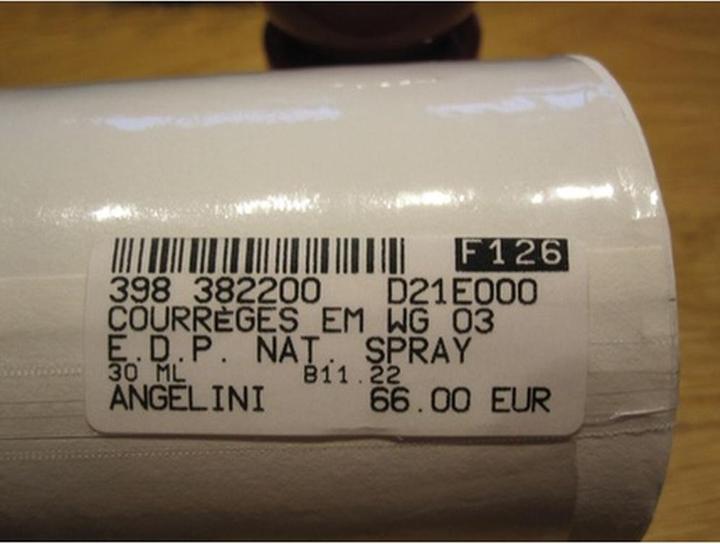 F126
398 382200 D21E000
COURRÈGES EM WG 03
E.D.P. NAT. SPRAY
30 ML B11.22
ANGELINI 66.00 EUR